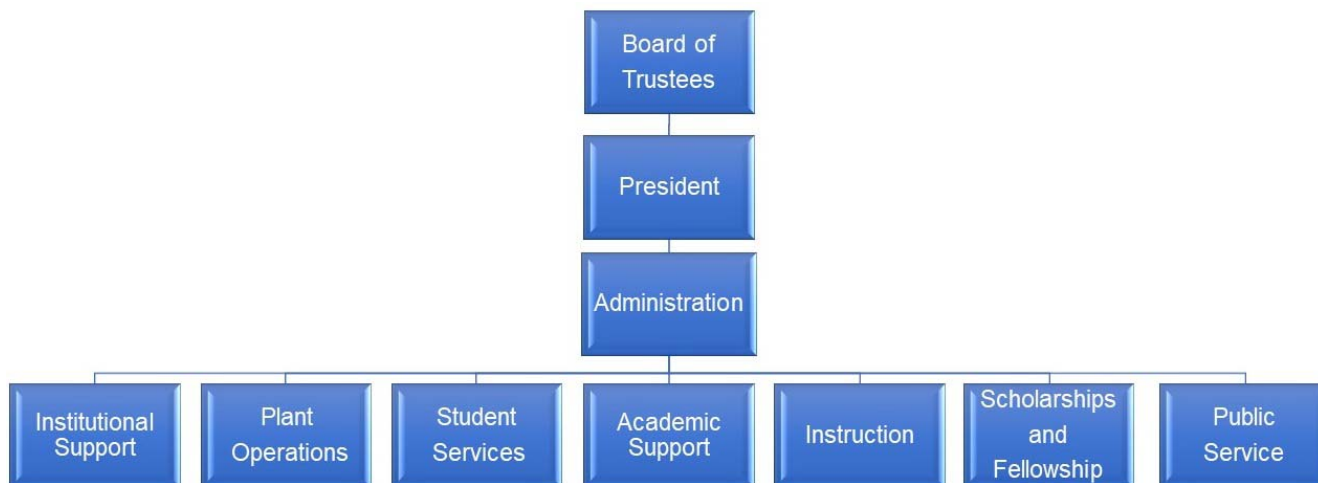 Board of
Trustees
President
Administration
Institutional
Support
Plant
Operations
Student
Services
Academic
Support
Instruction
Scholarships
and
Fellowship
Public
Service